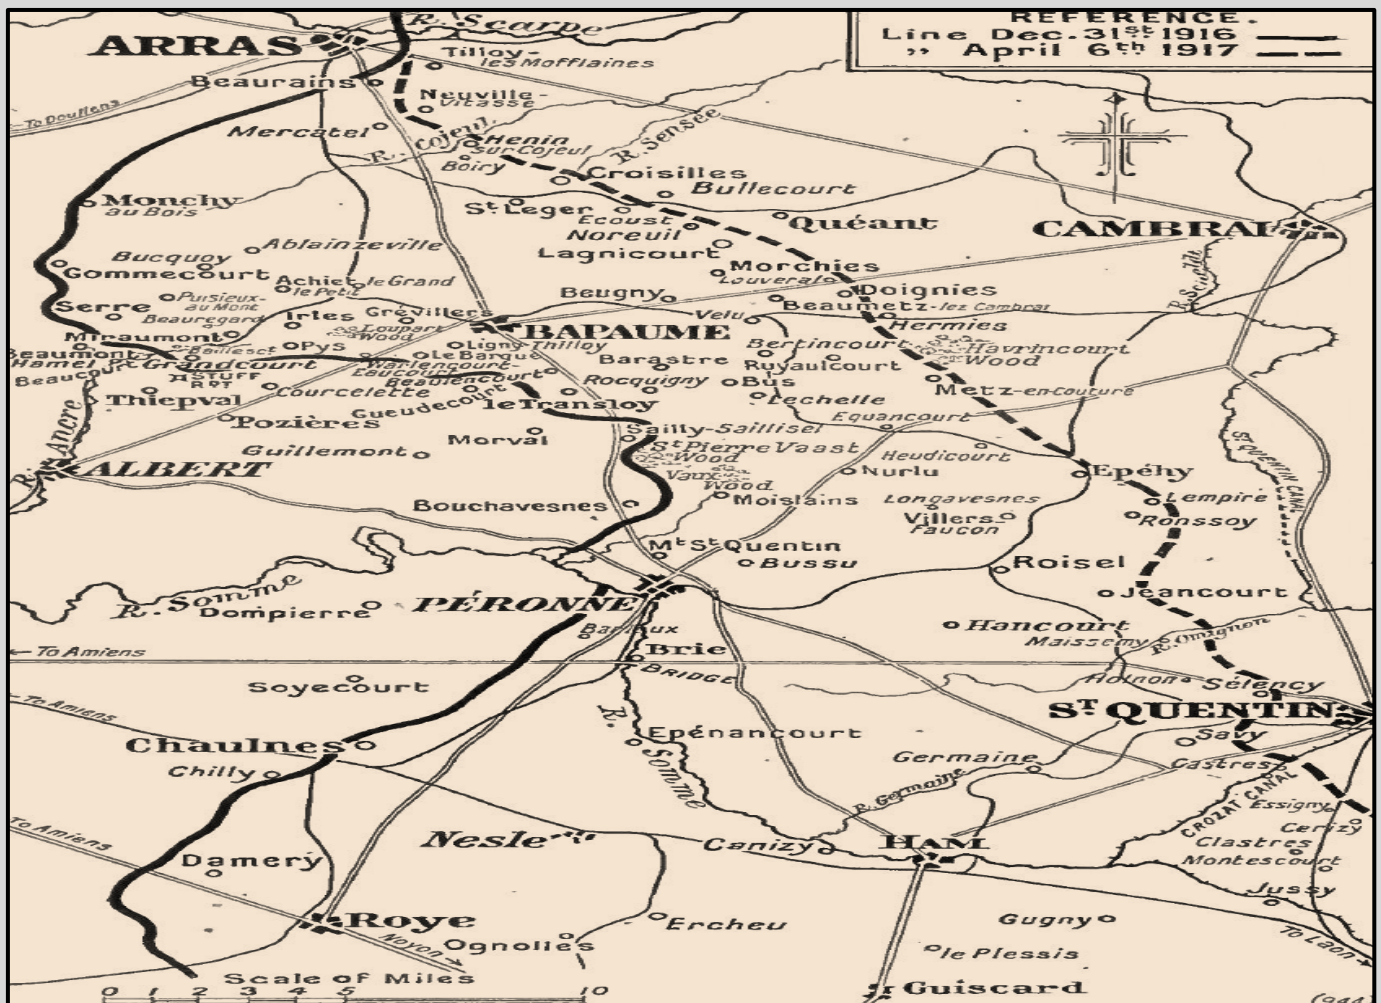 REFERENCE.
Line Dec. 31st 1916
” April 6th 1917
R. Scarpe
ARRAS
Tilloy-
les Mofflaines
Beaurains
Neuville-
Vitasse
To Doullens
Mercatel
R. Cojeul
Henin
sur Cojeul
Boiry
R. Sensée
Croisilles
Bullecourt
Monchy
au Bois
St. Leger
Ecoust
Quéant
Noreuil
CAMBRAI
Lagnicourt
Ablainzeville
Bucquoy
Gommecourt
Achiet le Grand
le Petit
Morchies
Louveral
Doignies
Beugny
Beaumetz-lez Cambrai
Serre
Puisieux-
au Mont
Beauregard
Irles
Grévillers
Loupart
Wood
Velu
Hermies
BAPAUME
Miraumont
Pys
Ligny Thilloy
Bertincourt
Havrincourt
Wood
Beaumont
Hamel
Grandcourt
Le Barque
Warlencourt-
Eaucourt
Barastre
Ruyaulcourt
Beaucourt
STUFF
RDT
Beaulencourt
Rocquigny
Bus
Metz-en-Couture
Courcelette
Thiepval
Gueudecourt
le Transloy
Lechelle
Equancourt
Pozières
R. Ancre
Morval
Sailly-Saillisel
St Pierre Vaast
Wood
Heudicourt
Guillemont
ALBERT
Vaux
Wood
Nurlu
Epéhy
ST QUENTIN CANAL
Bouchavesnes
Moislains
Longavesnes
Villers-
Faucon
Lempire
Ronssoy
Mt St Quentin
Bussu
Roisel
R. Somme
Dompierre
PÉRONNE
Jeancourt
Hancourt
Maissemy
R. Omignon
To Amiens
Brie
BRIDGE
Soyecourt
Holnon
Sélency
To Amiens
ST. QUENTIN
Chaulnes
R. Somme
Epénancourt
Savy
Chilly
Germaine
Castres
R. Germaine
CROZAT CANAL
Essigny
Cerizy
To Amiens
Nesle
Canizy
HAM
Clastres
Montescourt
Damery
Jussy
Roye
Ercheu
Gugny
To Laon
Noyon
Ognolles
le Plessis
Scale of Miles
Guiscard
0 1 2 3 4 5 10